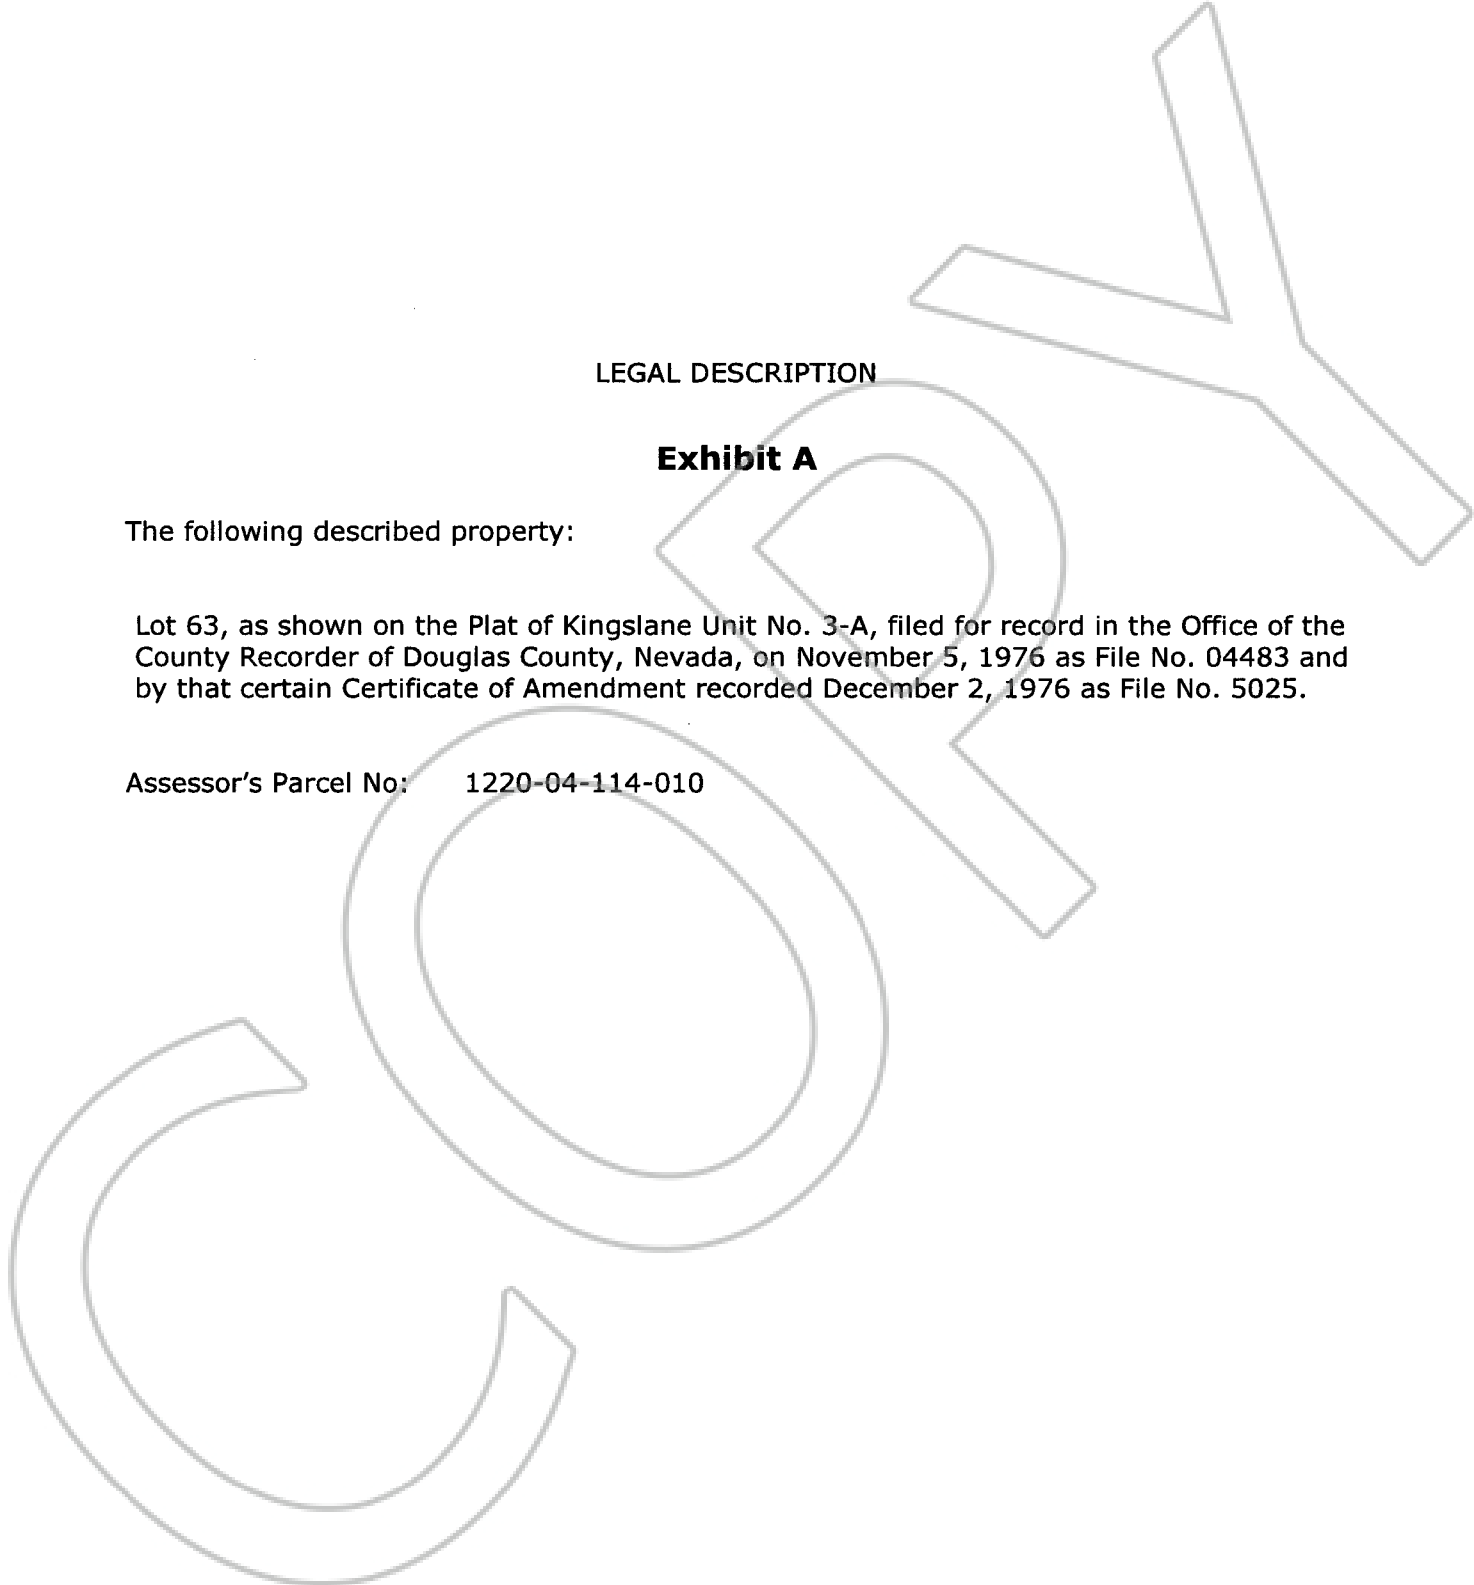 LEGAL DESCRIPTION
Exhibit A
The following described property:
Lot 63, as shown on the Plat of Kingslane Unit No. 3-A, filed for record in the Office of the
County Recorder of Douglas County, Nevada, on November 5, 1976 as File No. 04483 and
by that certain Certificate of Amendment recorded December 2, 1976 as File No. 5025.
Assessor’s Parcel No: 1220-04-114-010
COPY